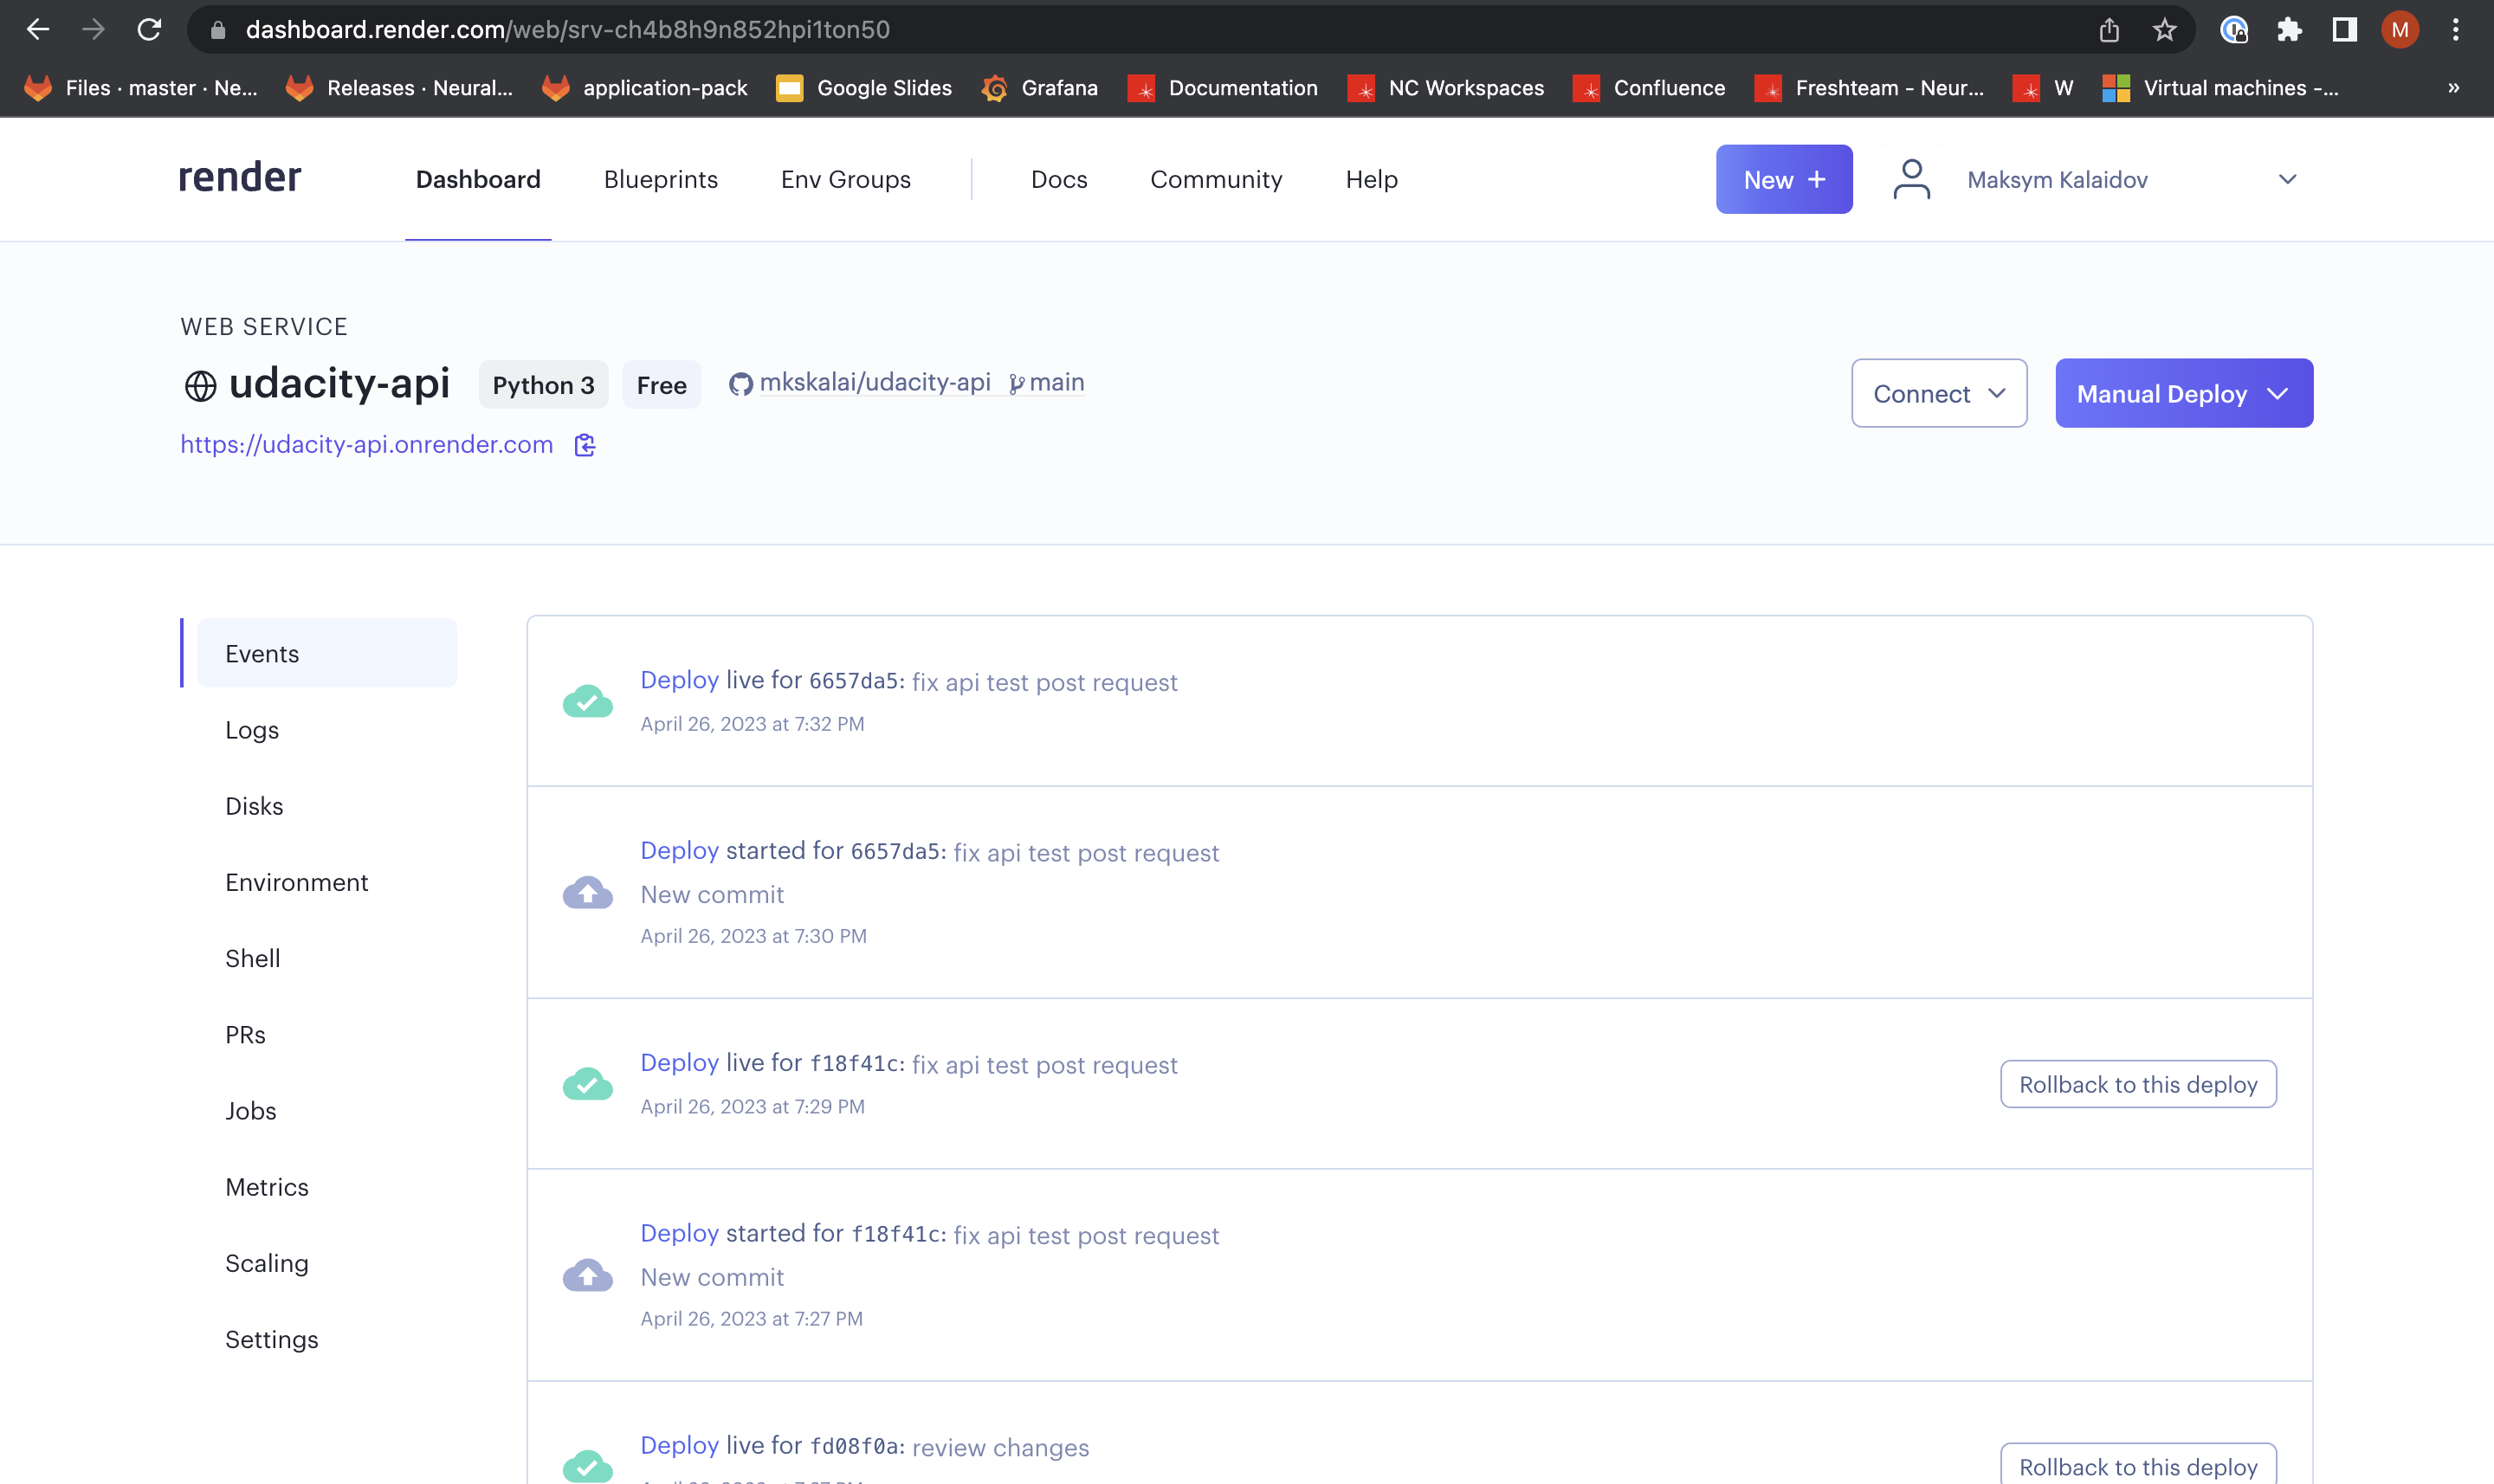 dashboard.render.com/web/srv-ch4b8h9n852hpi1ton50
M
Files · master · Ne... Releases · Neural... application-pack Google Slides Grafana Documentation NC Workspaces Confluence Freshteam - Neur... W Virtual machines -... »
render Dashboard Blueprints Env Groups Docs Community Help New + Maksym Kalaidov
WEB SERVICE
udacity-api Python 3 Free mkskalai/udacity-api main
Connect Manual Deploy
https://udacity-api.onrender.com
Events
Logs
Disks
Environment
Shell
PRs
Jobs
Metrics
Scaling
Settings
Deploy live for 6657da5: fix api test post request
April 26, 2023 at 7:32 PM
Deploy started for 6657da5: fix api test post request
New commit
April 26, 2023 at 7:30 PM
Deploy live for f18f41c: fix api test post request
April 26, 2023 at 7:29 PM
Rollback to this deploy
Deploy started for f18f41c: fix api test post request
New commit
April 26, 2023 at 7:27 PM
Deploy live for fd08f0a: review changes
Rollback to this deploy